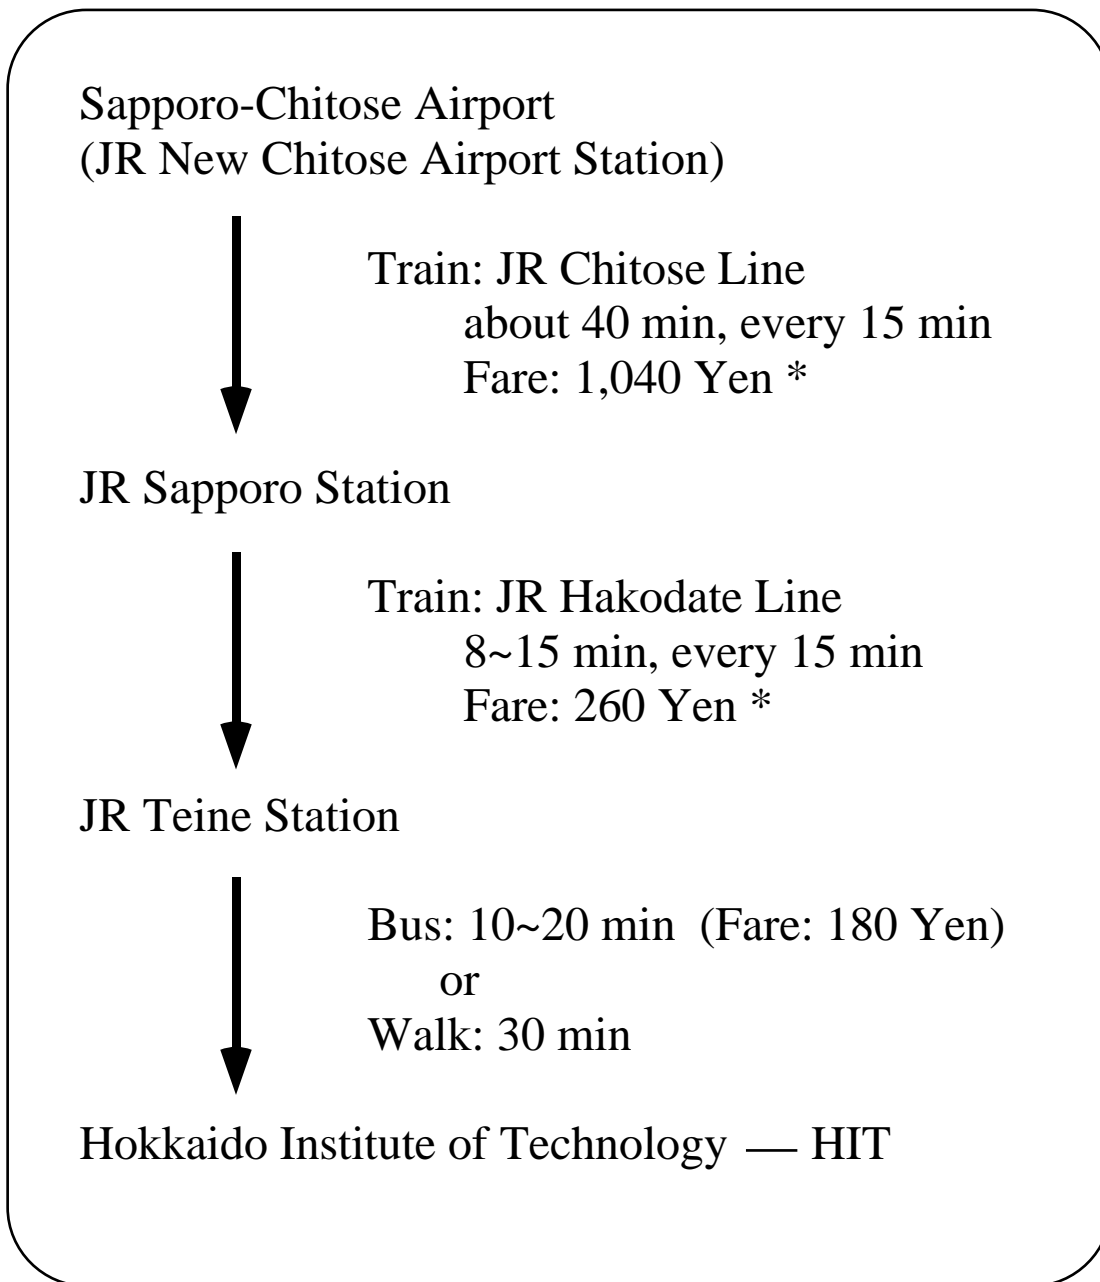 Sapporo-Chitose Airport
(JR New Chitose Airport Station)
Train: JR Chitose Line
about 40 min, every 15 min
Fare: 1,040 Yen *
JR Sapporo Station
Train: JR Hakodate Line
8~15 min, every 15 min
Fare: 260 Yen *
JR Teine Station
Bus: 10~20 min (Fare: 180 Yen)
or
Walk: 30 min
Hokkaido Institute of Technology — HIT